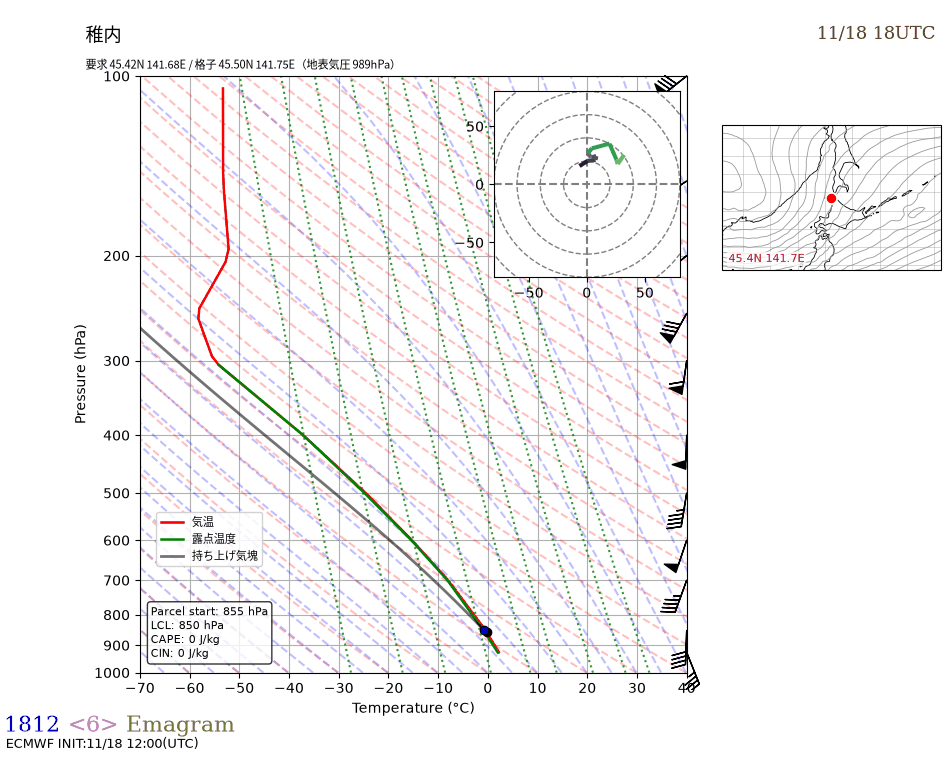 稚内
11/18 18UTC
要求 45.42N 141.68E / 格子 45.50N 141.75E（地表気圧 989hPa）
100
200
300
400
500
600
700
800
900
1000
Pressure (hPa)
50
0
−50
−50 0 50
45.4N 141.7E
気温
露点温度
持ち上げ気塊
Parcel start: 855 hPa
LCL: 850 hPa
CAPE: 0 J/kg
CIN: 0 J/kg
−70 −60 −50 −40 −30 −20 −10 0 10 20 30 40
Temperature (°C)
1812 <6> Emagram
ECMWF INIT:11/18 12:00(UTC)